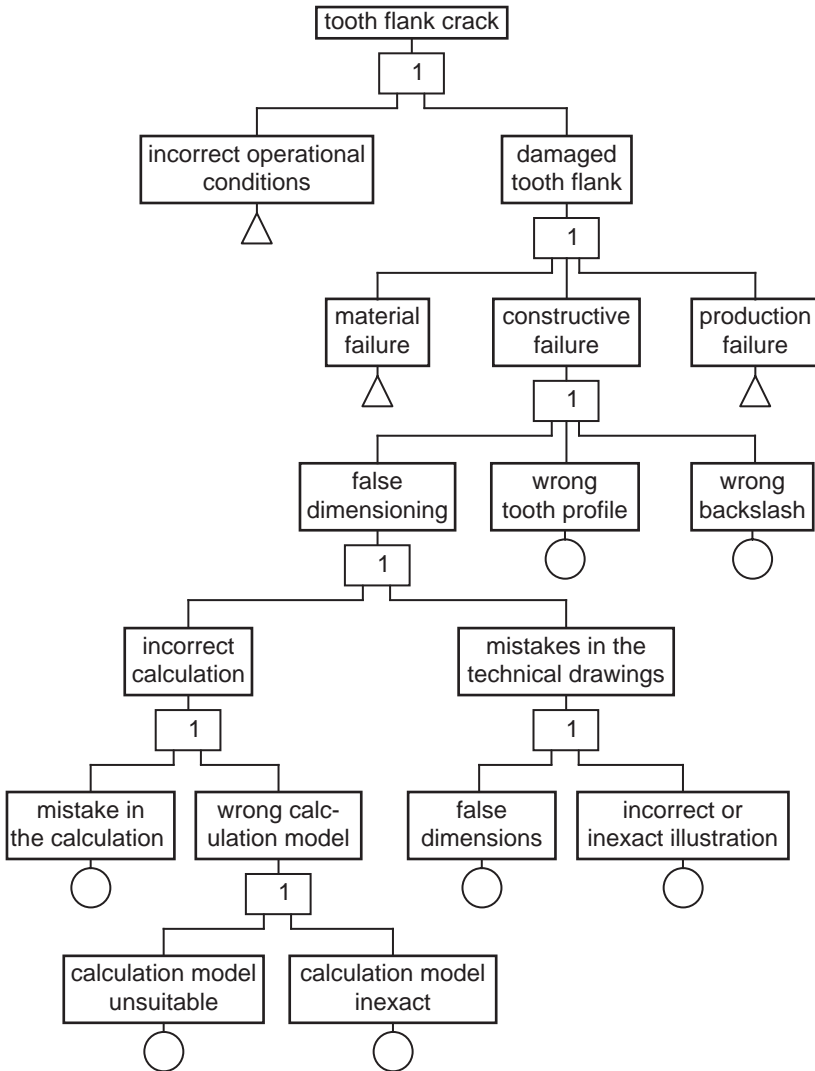 tooth flank crack
1
incorrect operational
conditions
damaged
tooth flank
1
material
failure
constructive
failure
production
failure
1
false
dimensioning
wrong
tooth profile
wrong
backslash
1
incorrect
calculation
mistakes in the
technical drawings
1
1
mistake in
the calculation
wrong calc-
ulation model
false
dimensions
incorrect or
inexact illustration
1
calculation model
unsuitable
calculation model
inexact